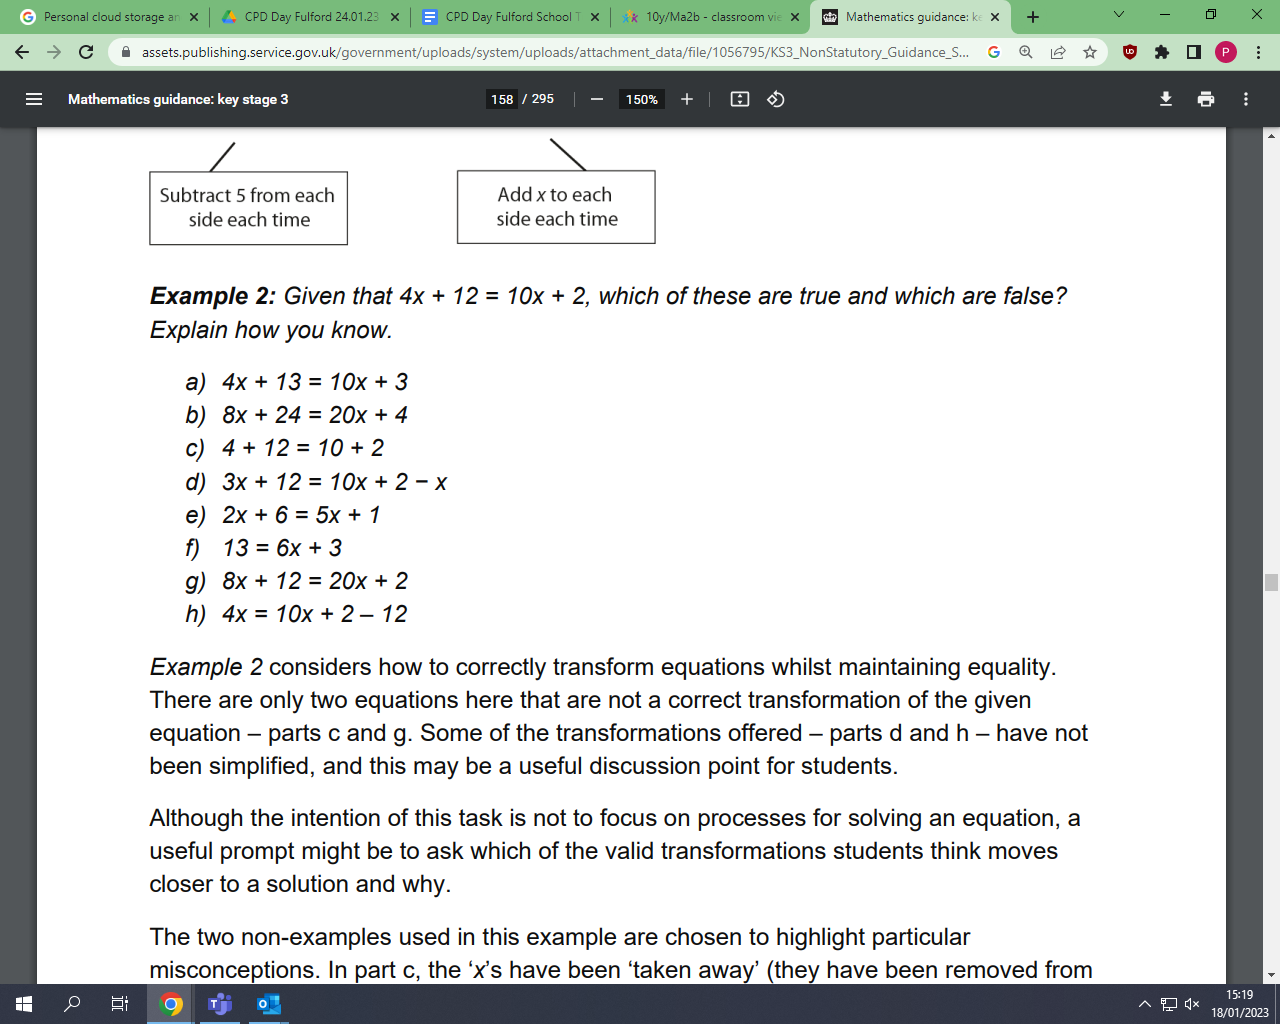 Personal cloud storage an
CPD Day Fulford 24.01.23
CPD Day Fulford School T
10y/Ma2b - classroom vie
Mathematics guidance: ke
assets.publishing.service.gov.uk/government/uploads/system/uploads/attachment_data/file/1056795/KS3_NonStatutory_Guidance_S...
P
Mathematics guidance: key stage 3
158 / 295
150%
Subtract 5 from each
side each time
Add x to each
side each time
Example 2: Given that 4x + 12 = 10x + 2, which of these are true and which are false?
Explain how you know.
a) 4x + 13 = 10x + 3
b) 8x + 24 = 20x + 4
c) 4 + 12 = 10 + 2
d) 3x + 12 = 10x + 2 − x
e) 2x + 6 = 5x + 1
f) 13 = 6x + 3
g) 8x + 12 = 20x + 2
h) 4x = 10x + 2 – 12
Example 2 considers how to correctly transform equations whilst maintaining equality.
There are only two equations here that are not a correct transformation of the given
equation – parts c and g. Some of the transformations offered – parts d and h – have not
been simplified, and this may be a useful discussion point for students.
Although the intention of this task is not to focus on processes for solving an equation, a
useful prompt might be to ask which of the valid transformations students think moves
closer to a solution and why.
The two non-examples used in this example are chosen to highlight particular
misconceptions. In part c, the ‘x’s have been ‘taken away’ (they have been removed from
15:19
18/01/2023